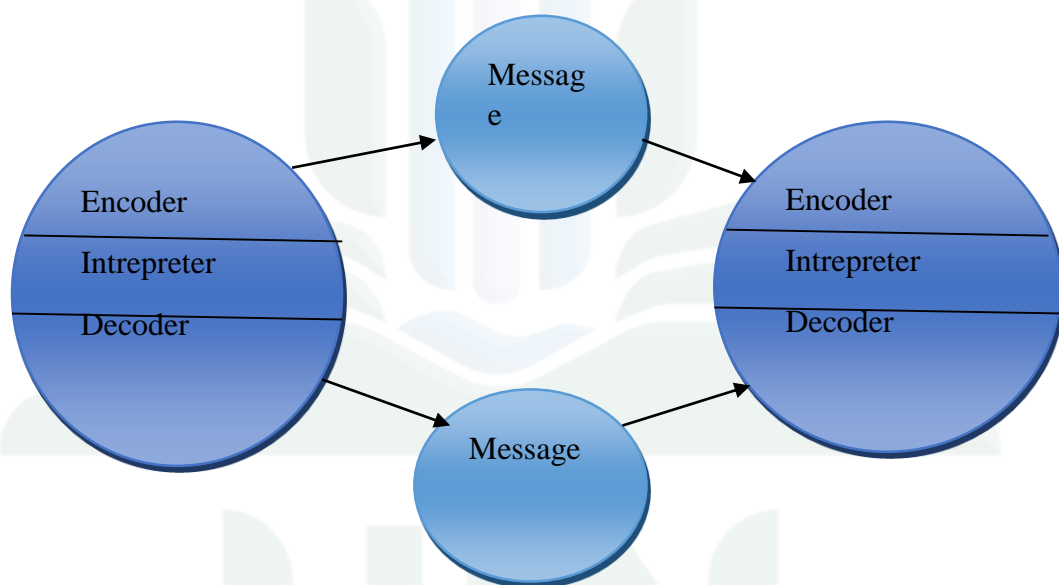 Messag
e
Encoder
Intrepreter
Decoder
Encoder
Intrepreter
Decoder
Message